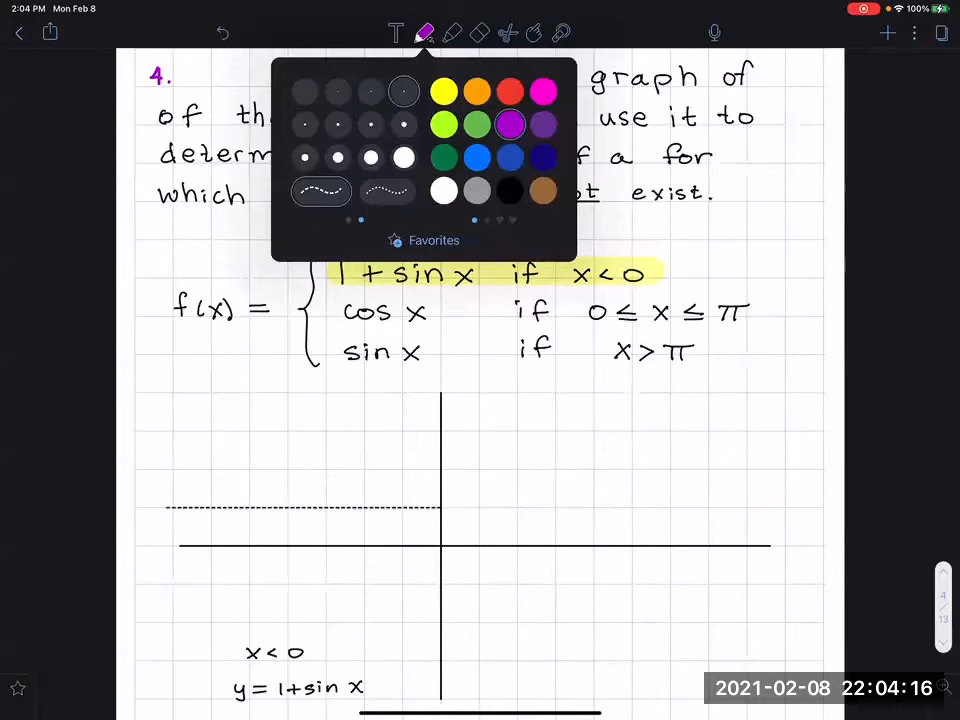 2:04 PM Mon Feb 8 100%
T
4. graph of
of th use it to
determ f a for
which ot exist.
Favorites
1 + sin x if x < 0
f(x) = { cos x if 0 ≤ x ≤ π
sin x if x > π
4 / 13
x < 0
y = 1 + sin x
2021-02-08 22:04:16